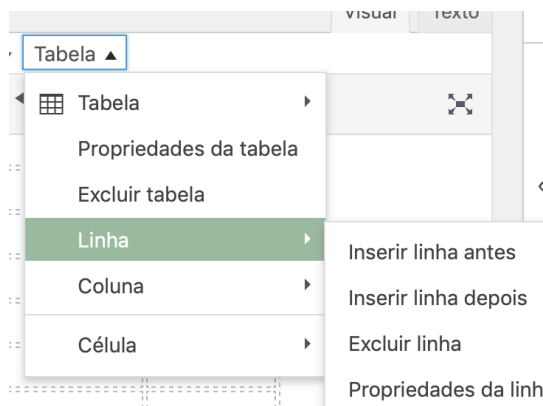 Visual Texto
Tabela
Tabela
Propriedades da tabela
Excluir tabela
Linha
Coluna
Célula
Inserir linha antes
Inserir linha depois
Excluir linha
Propriedades da linh